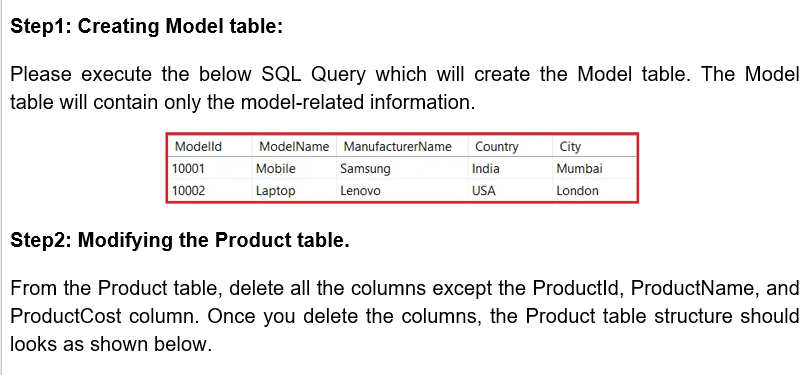 Step1: Creating Model table:
Please execute the below SQL Query which will create the Model table. The Model
table will contain only the model-related information.
ModelId ModelName ManufacturerName Country City
10001 Mobile Samsung India Mumbai
10002 Laptop Lenovo USA London
Step2: Modifying the Product table.
From the Product table, delete all the columns except the ProductId, ProductName, and
ProductCost column. Once you delete the columns, the Product table structure should
looks as shown below.